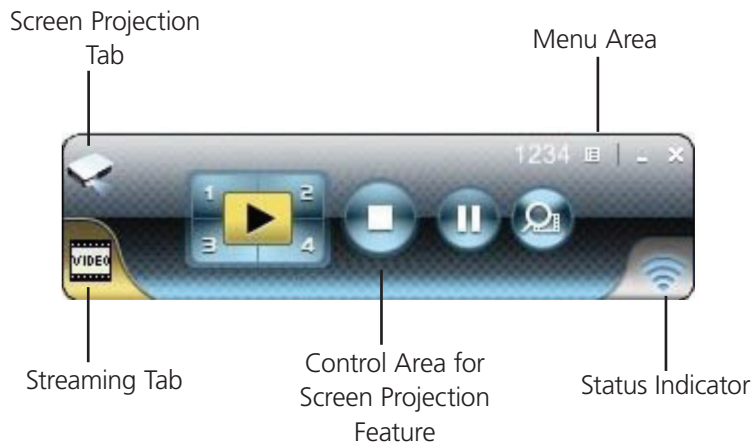 Screen Projection
Tab
Menu Area
1234
1 2
3 4
VIDEO
Streaming Tab
Control Area for
Screen Projection
Feature
Status Indicator